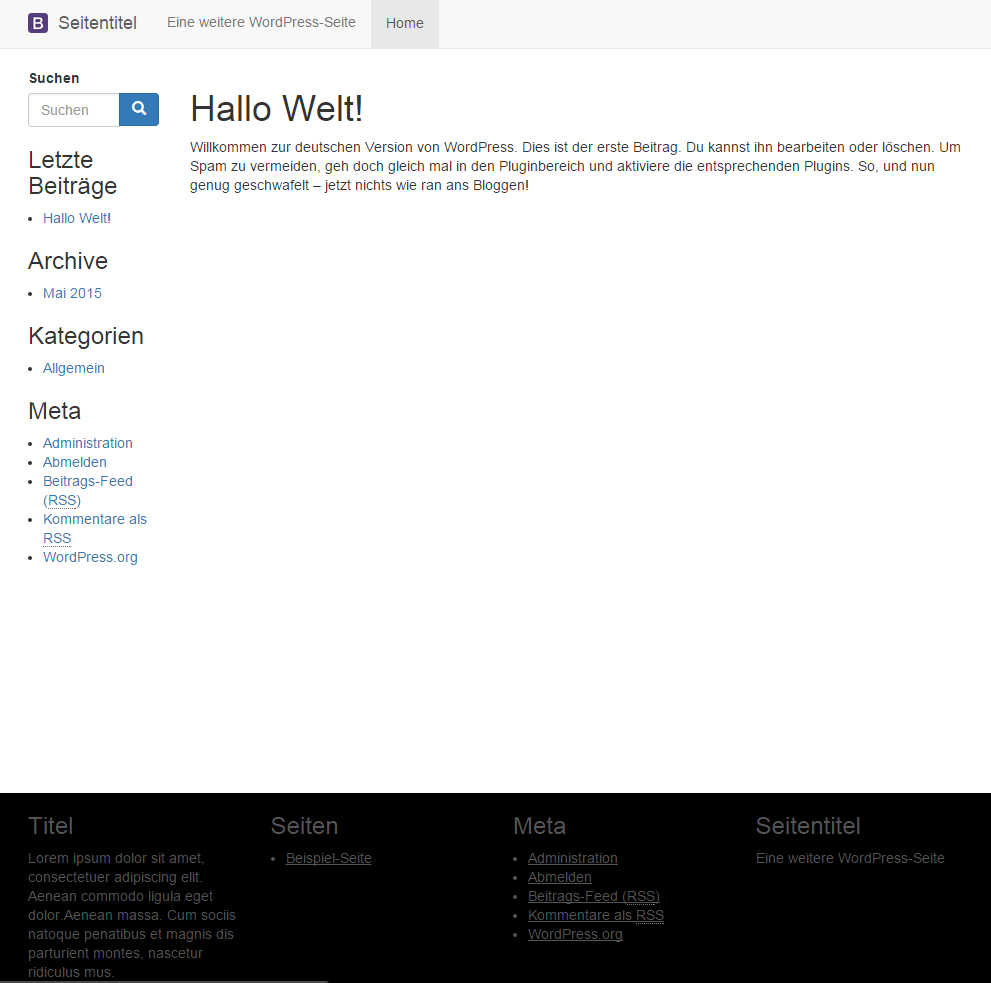 B Seitentitel Eine weitere WordPress-Seite Home
Suchen
Suchen
Letzte
Beiträge
Hallo Welt!
Archive
Mai 2015
Kategorien
Allgemein
Meta
Administration
Abmelden
Beitrags-Feed
(RSS)
Kommentare als
RSS
WordPress.org
Hallo Welt!
Willkommen zur deutschen Version von WordPress. Dies ist der erste Beitrag. Du kannst ihn bearbeiten oder löschen. Um
Spam zu vermeiden, geh doch gleich mal in den Pluginbereich und aktiviere die entsprechenden Plugins. So, und nun
genug geschwafelt – jetzt nichts wie ran ans Bloggen!
Titel
Lorem ipsum dolor sit amet,
consectetuer adipiscing elit.
Aenean commodo ligula eget
dolor.Aenean massa. Cum sociis
natoque penatibus et magnis dis
parturient montes, nascetur
ridiculus mus.
Seiten
Beispiel-Seite
Meta
Administration
Abmelden
Beitrags-Feed (RSS)
Kommentare als RSS
WordPress.org
Seitentitel
Eine weitere WordPress-Seite